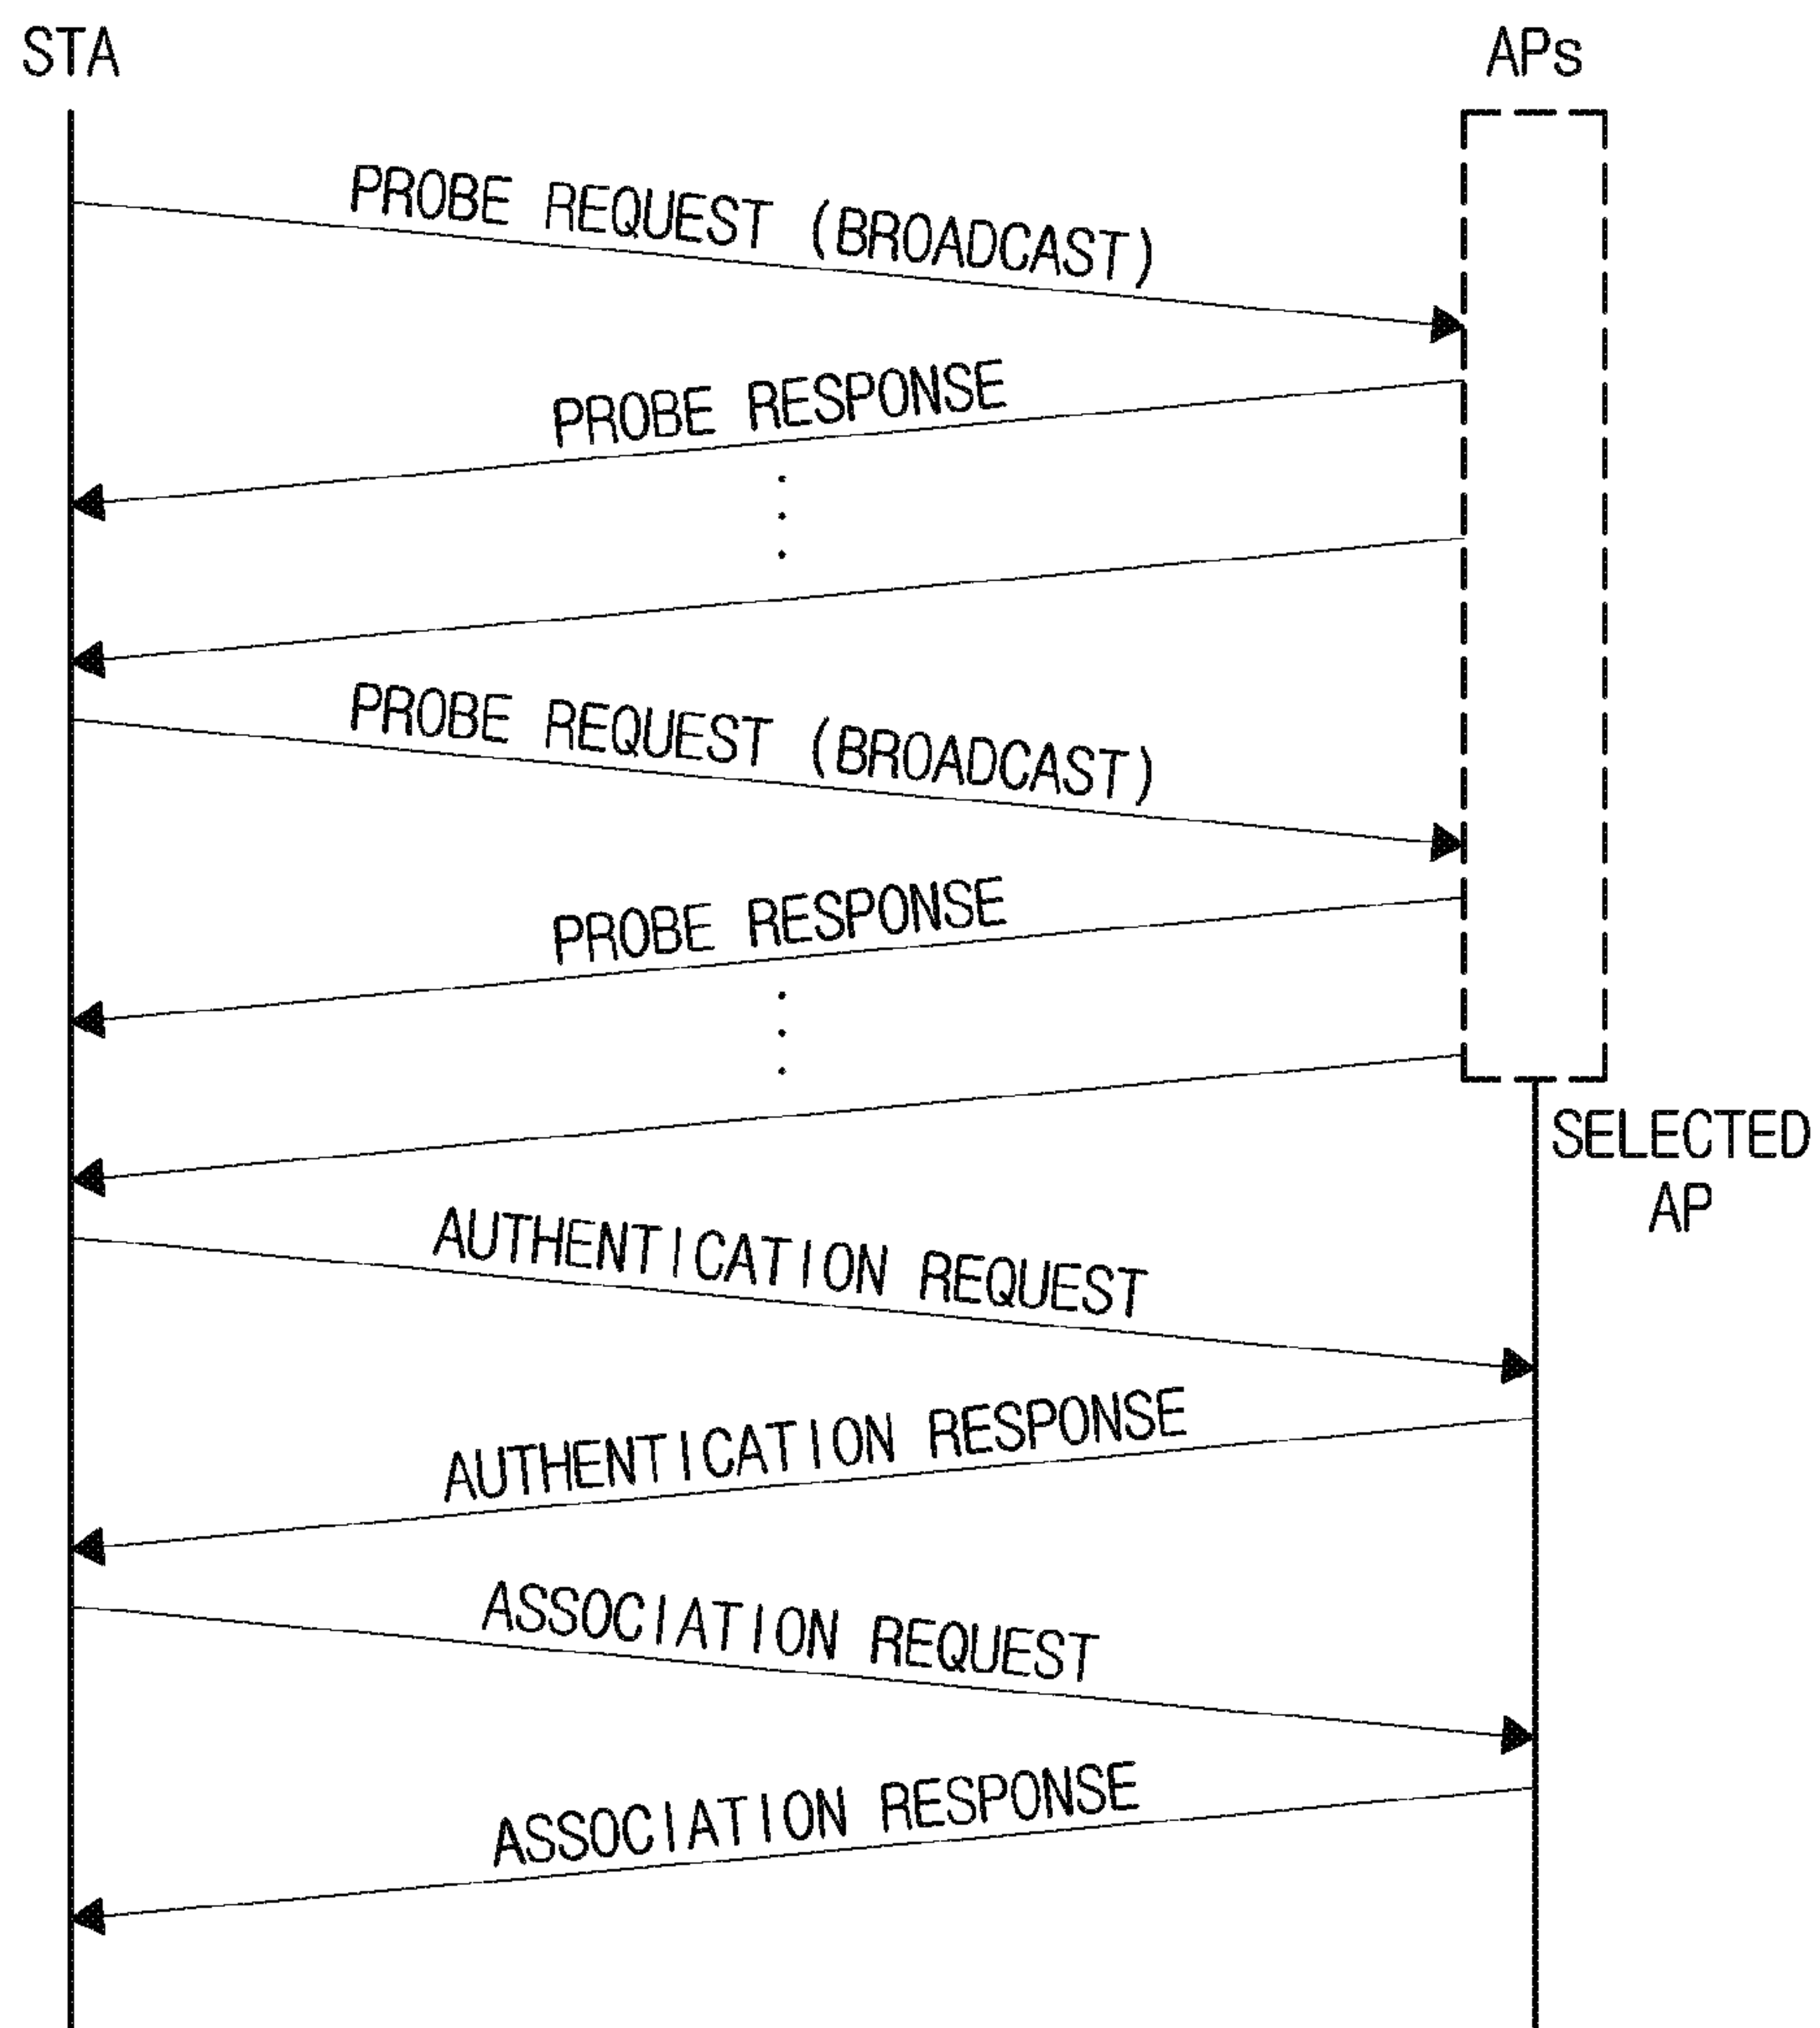 STA
APs
PROBE REQUEST (BROADCAST)
PROBE RESPONSE
PROBE REQUEST (BROADCAST)
PROBE RESPONSE
SELECTED
AP
AUTHENTICATION REQUEST
AUTHENTICATION RESPONSE
ASSOCIATION REQUEST
ASSOCIATION RESPONSE